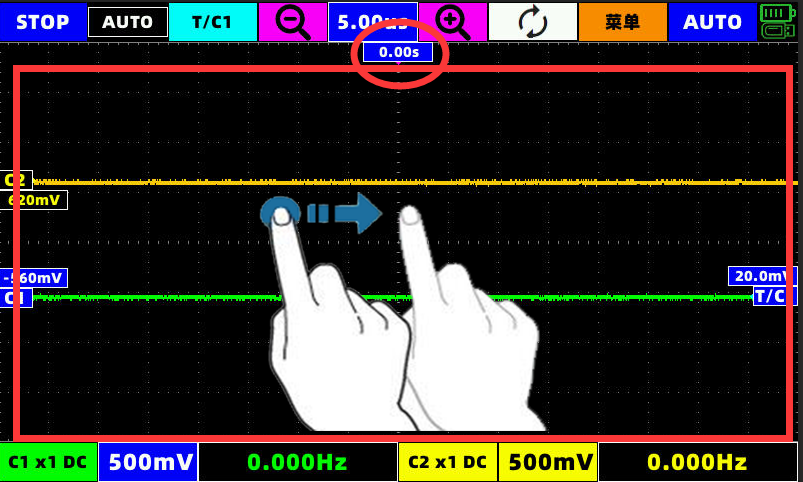 STOP
AUTO
T/C1
5.00us
菜单
AUTO
0.00s
C2
620mV
-560mV
C1
20.0mV
T/C
C1 x1 DC
500mV
0.000Hz
C2 x1 DC
500mV
0.000Hz